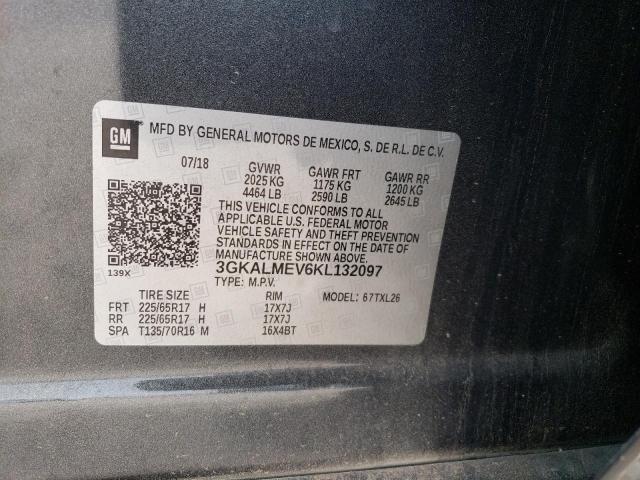 GM MFD BY GENERAL MOTORS DE MEXICO, S. DE R.L. DE C.V.
07/18 GVWR GAWR FRT GAWR RR
2025 KG 1175 KG 1200 KG
4464 LB 2590 LB 2645 LB
THIS VEHICLE CONFORMS TO ALL
APPLICABLE U.S. FEDERAL MOTOR
VEHICLE SAFETY AND THEFT
PREVENTION STANDARDS IN EFFECT
ON THE DATE OF MANUFACTURE
SHOWN ABOVE.
139X 3GKALMEV6KL132097
TYPE: M.P.V.
TIRE SIZE RIM MODEL: 67TXL26
FRT 225/65R17 H 17X7J
RR 225/65R17 H 17X7J
SPA T135/70R16 M 16X4BT